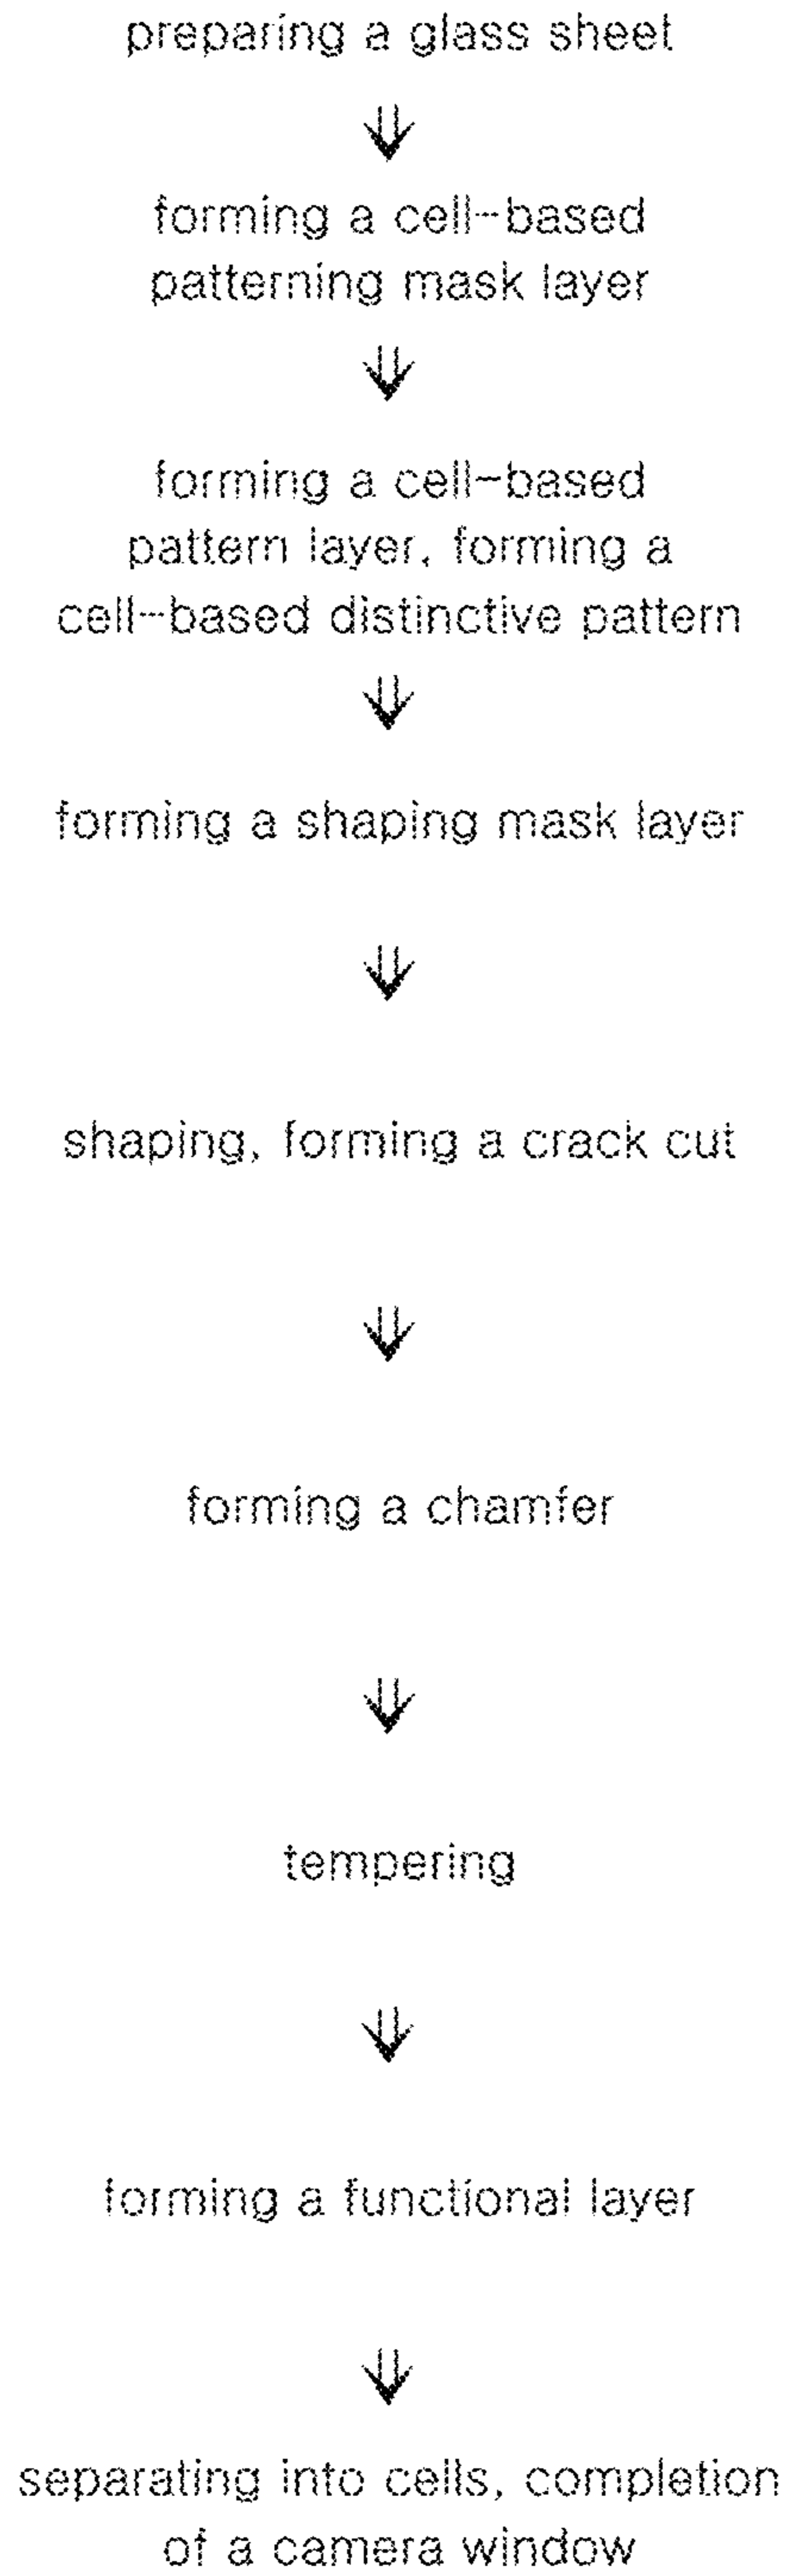 preparing a glass sheet
forming a cell-based
patterning mask layer
forming a cell-based
pattern layer, forming a
cell-based distinctive pattern
forming a shaping mask layer
shaping, forming a crack cut
forming a chamfer
tempering
forming a functional layer
separating into cells, completion
of a camera window